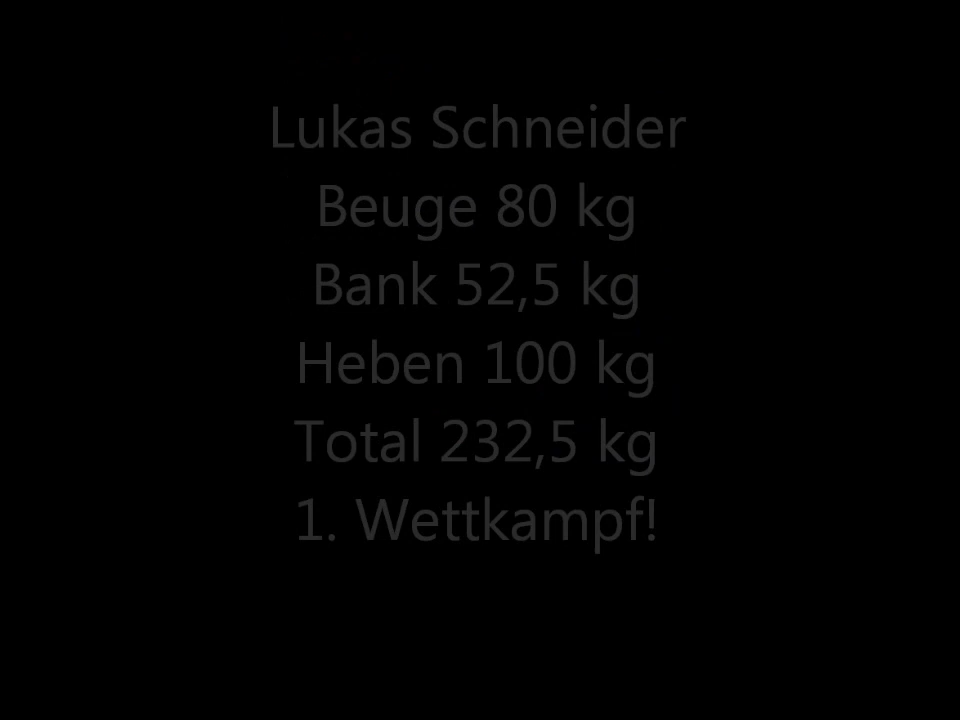 Lukas Schneider
Beuge 80 kg
Bank 52,5 kg
Heben 100 kg
Total 232,5 kg
1. Wettkampf!